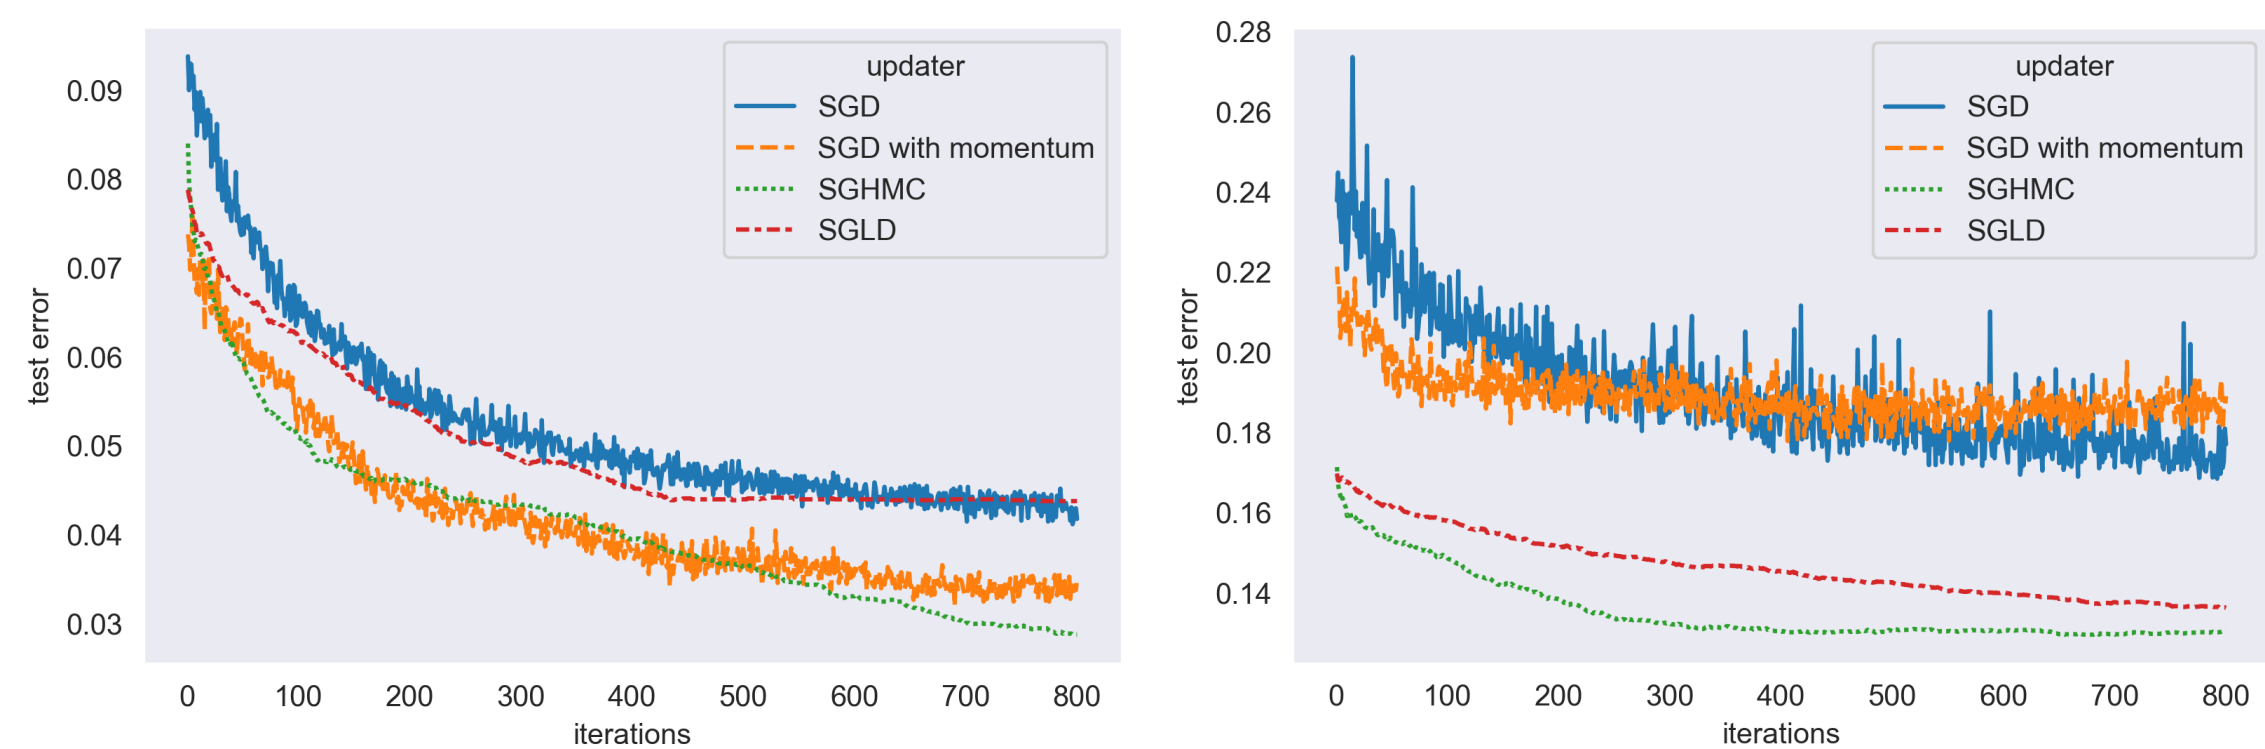 0.09
0.08
0.07
0.06
0.05
0.04
0.03
test error
0 100 200 300 400 500 600 700 800
iterations
updater
SGD
SGD with momentum
SGHMC
SGLD
0.28
0.26
0.24
0.22
0.20
0.18
0.16
0.14
test error
0 100 200 300 400 500 600 700 800
iterations
updater
SGD
SGD with momentum
SGHMC
SGLD